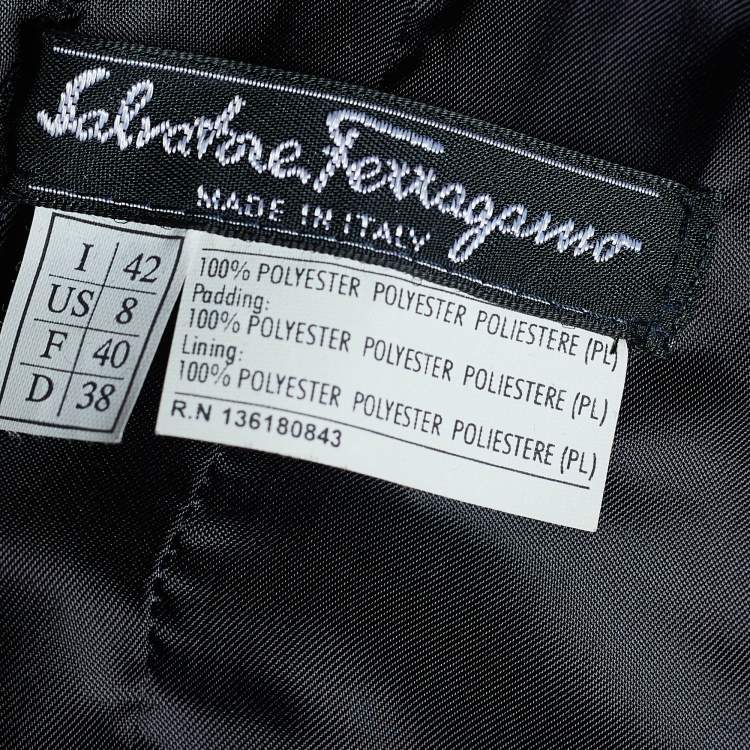 Salvatore Ferragamo
MADE IN ITALY
I 42
US 8
F 40
D 38
100% POLYESTER POLYESTER POLIESTERE (PL)
Padding:
100% POLYESTER POLYESTER POLIESTERE (PL)
Lining:
100% POLYESTER POLYESTER POLIESTERE (PL)
R.N 136180843